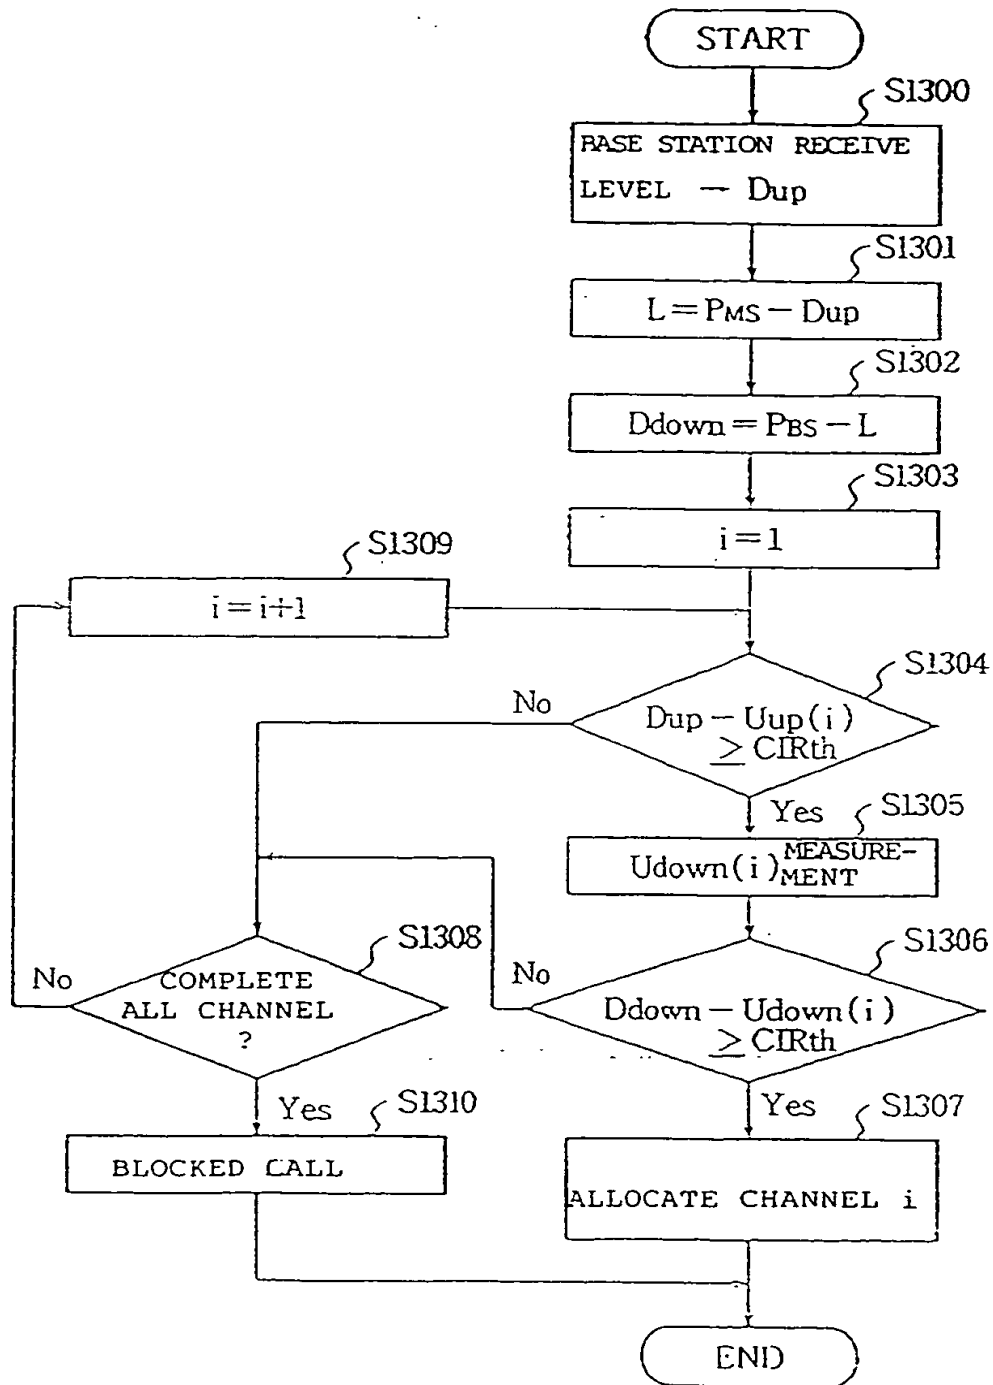 START
S1300
BASE STATION RECEIVE
LEVEL — Dup
S1301
L=PMS－Dup
S1302
Ddown=PBS－L
S1303
i=1
S1309
i=i+1
S1304
No
Dup－Uup(i)
≥CIRth
Yes
S1305
Udown(i) MEASURE-
MENT
S1308
S1306
No
COMPLETE
ALL CHANNEL
?
No
Ddown－Udown(i)
≥CIRth
Yes
S1310
Yes
S1307
BLOCKED CALL
ALLOCATE CHANNEL i
END